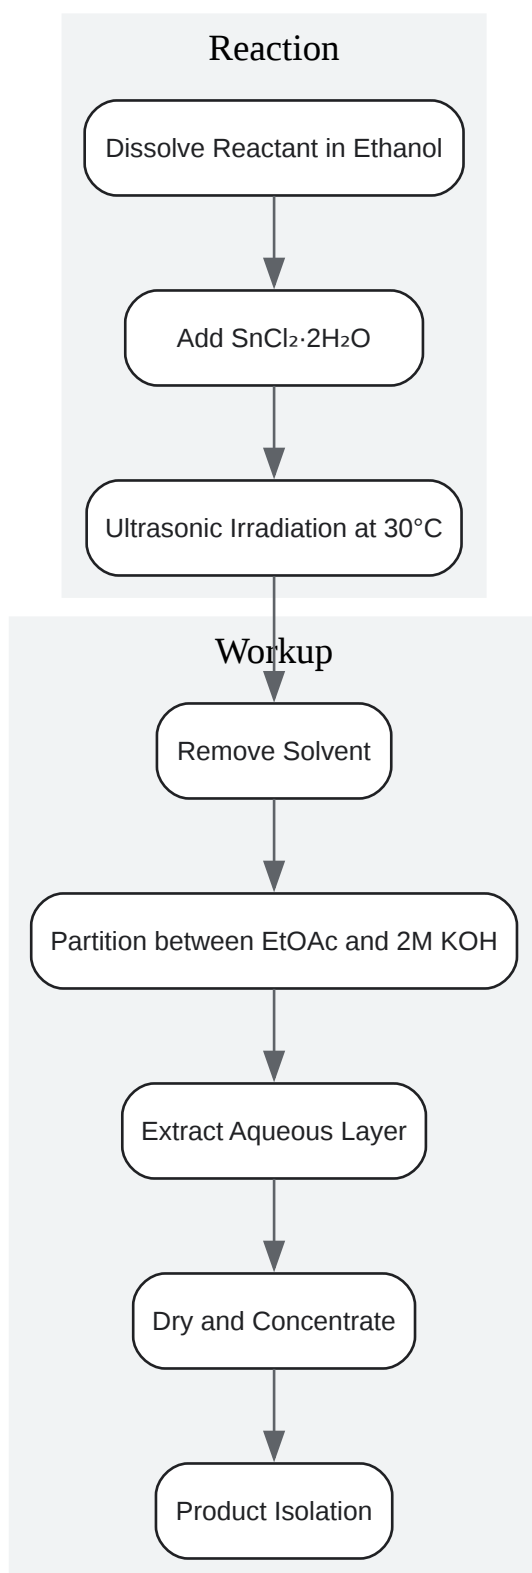 Reaction
Dissolve Reactant in Ethanol
Add SnCl₂·2H₂O
Ultrasonic Irradiation at 30°C
Workup
Remove Solvent
Partition between EtOAc and 2M KOH
Extract Aqueous Layer
Dry and Concentrate
Product Isolation